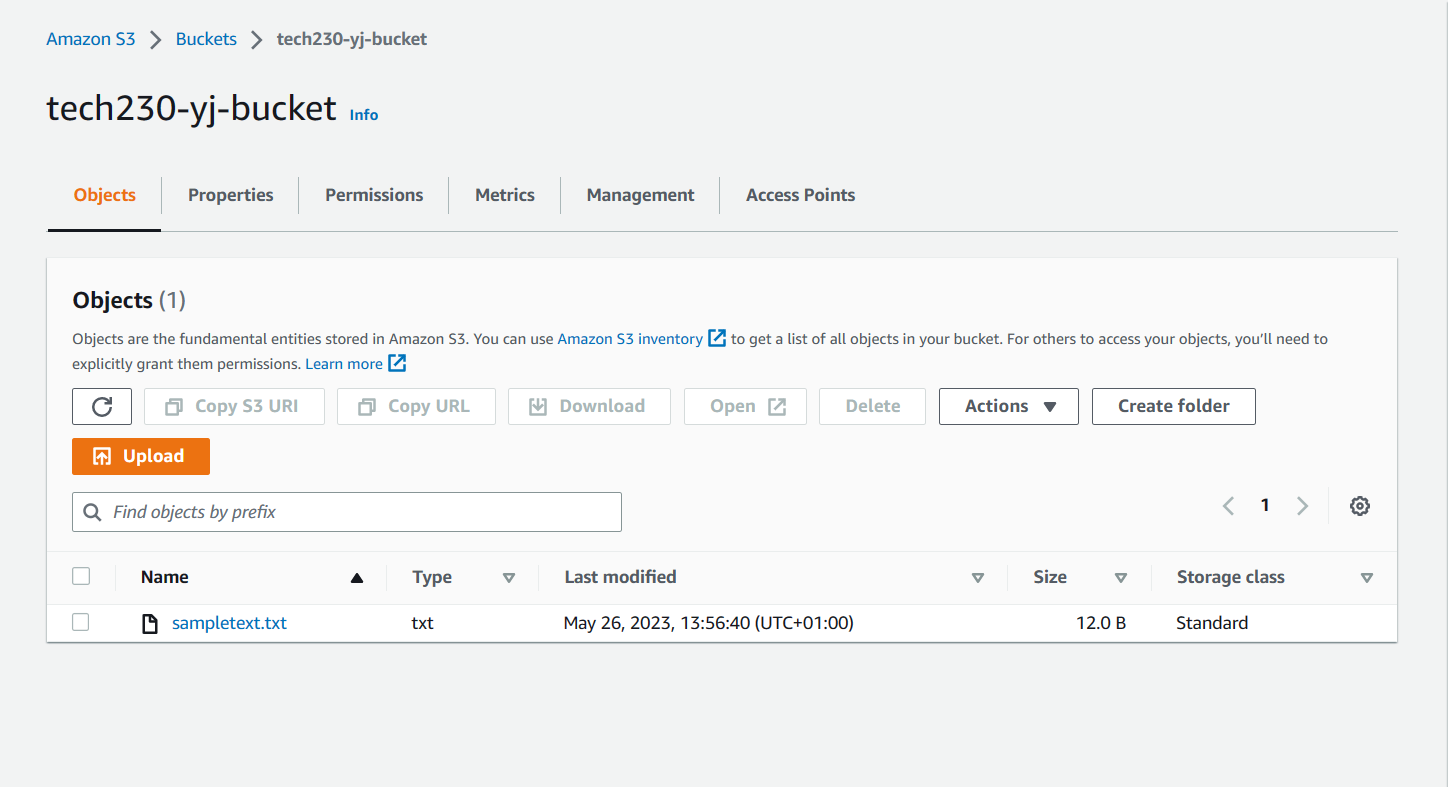 Amazon S3 > Buckets > tech230-yj-bucket
tech230-yj-bucket Info
Objects Properties Permissions Metrics Management Access Points
Objects (1)
Objects are the fundamental entities stored in Amazon S3. You can use Amazon S3 inventory to get a list of all objects in your bucket. For others to access your objects, you'll need to
explicitly grant them permissions. Learn more
Copy S3 URI Copy URL Download Open Delete Actions Create folder
Upload
Find objects by prefix 1
Name Type Last modified Size Storage class
sampletext.txt txt May 26, 2023, 13:56:40 (UTC+01:00) 12.0 B Standard